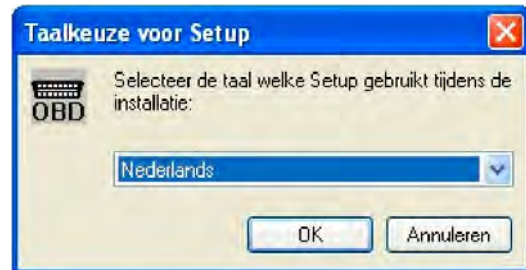 Taalkeuze voor Setup
Selecteer de taal welke Setup gebruikt tijdens de
installatie:
OBD
Nederlands
OK
Annuleren